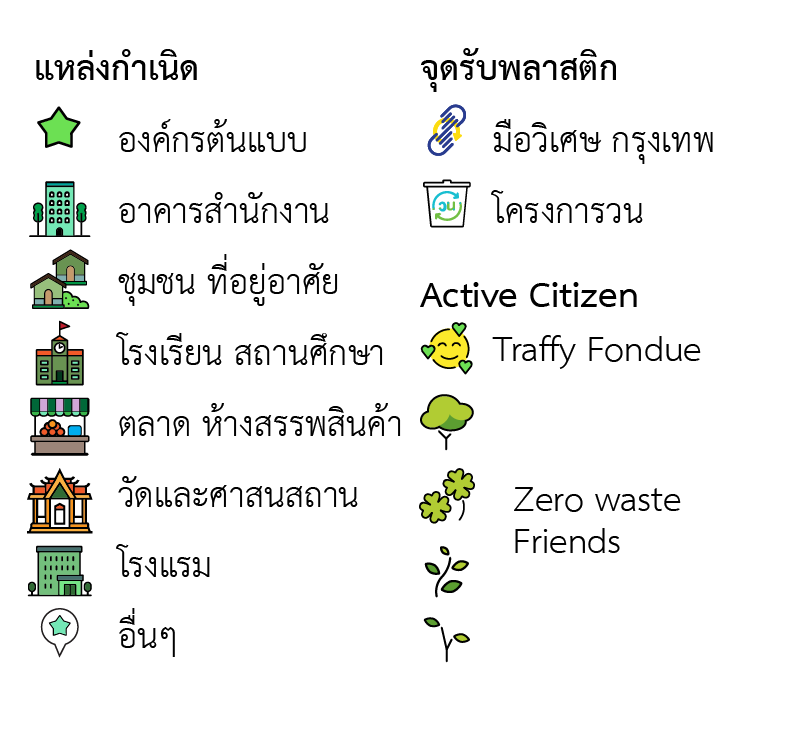 แหล่งกำเนิด
องค์กรต้นแบบ
อาคารสำนักงาน
ชุมชน ที่อยู่อาศัย
โรงเรียน สถานศึกษา
ตลาด ห้างสรรพสินค้า
วัดและศาสนสถาน
โรงแรม
อื่นๆ
จุดรับพลาสติก
มือวิเศษ กรุงเทพ
วน
โครงการวน
Active Citizen
Traffy Fondue
Zero waste
Friends